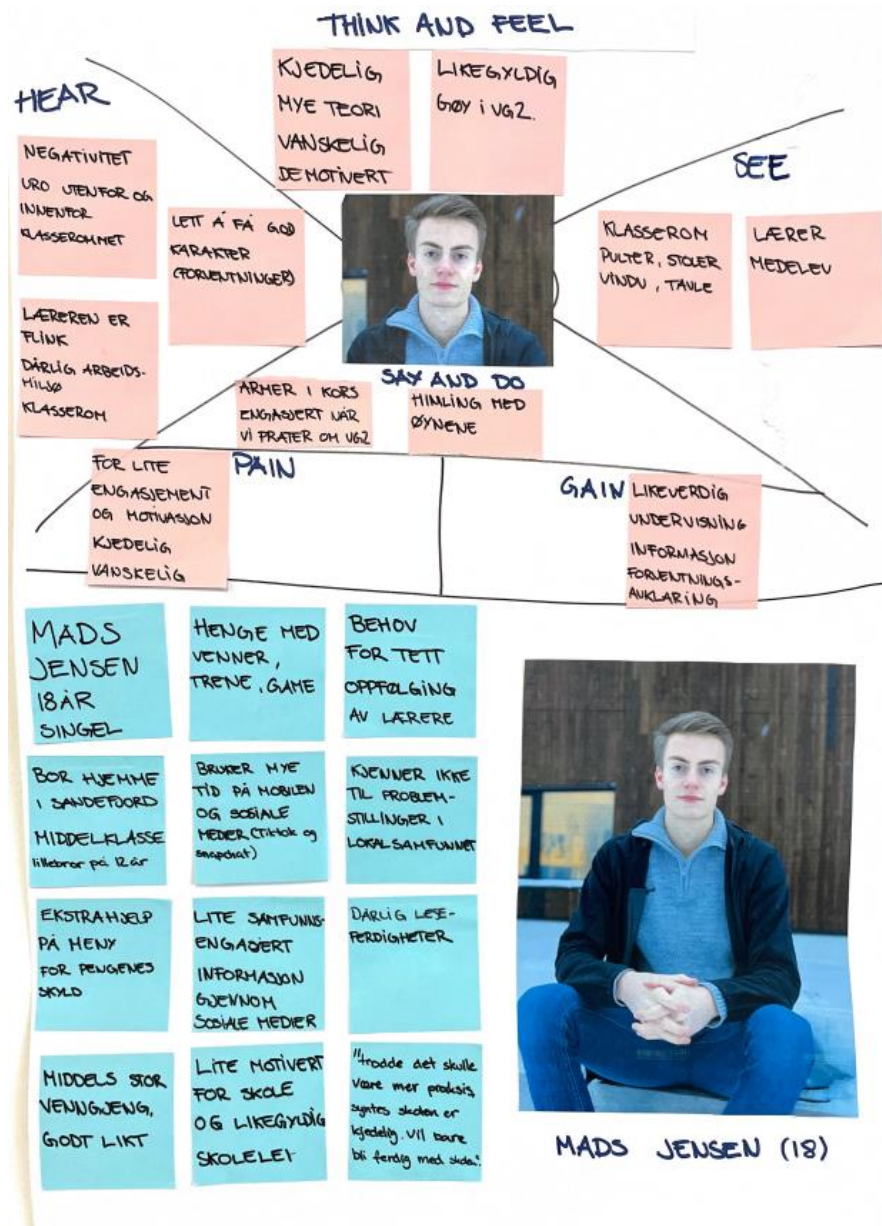 THINK AND FEEL
KJEDELIG
MYE TEORI
VANSKELIG
DEMOTIVERT
LIKEGYLDIG
GØY I VG2.
HEAR
NEGATIVITET
URO UTENFOR OG
INNENFOR
KLASSEROMMET
LETT Å FÅ GOD
KARAKTER
(FORVENTNINGER)
LÆREREN ER
FLINK
DÅRLIG ARBEIDS-
MILJØ
KLASSEROM
SEE
KLASSEROM
PULTER, STOLER
VINDU, TAVLE
LÆRER
MEDELEV
SAY AND DO
ARMER I KORS
ENGASJERT NÅR
VI PRATER OM VG2
HIMLING MED
ØYNENE
PAIN
FOR LITE
ENGASJEMENT
OG MOTIVASJON
KJEDELIG
VANSKELIG
GAIN
LIKEVERDIG
UNDERVISNING
INFORMASJON
FORVENTNINGS-
AVKLARING
MADS
JENSEN
18 ÅR
SINGEL
HENGE MED
VENNER,
TRENE, GAME
BEHOV
FOR TETT
OPPFØLGING
AV LÆRERE
BOR HJEMME
I SANDEFJORD
MIDDELKLASSE
lillebror på 12 år
BRUKER MYE
TID PÅ MOBILEN
OG SOSIALE
MEDIER (Tiktok og
snapchat)
KJENNER IKKE
TIL PROBLEM-
STILLINGER I
LOKALSAMFUNNET
EKSTRAHJELP
PÅ MENY
FOR PENGENES
SKYLD
LITE SAMFUNNS-
ENGASJERT
INFORMASJON
GJENNOM
SOSIALE MEDIER
DÅRLIG LESE-
FERDIGHETER
MIDDELS STOR
VENNGJENG,
GODT LIKT
LITE MOTIVERT
FOR SKOLE
OG LIKEGYLDIG
SKOLELEI
"trodde det skulle
være mer praksis,
syntes skolen er
kjedelig. Vil bare
bli ferdig med skolen".
MADS JENSEN (18)